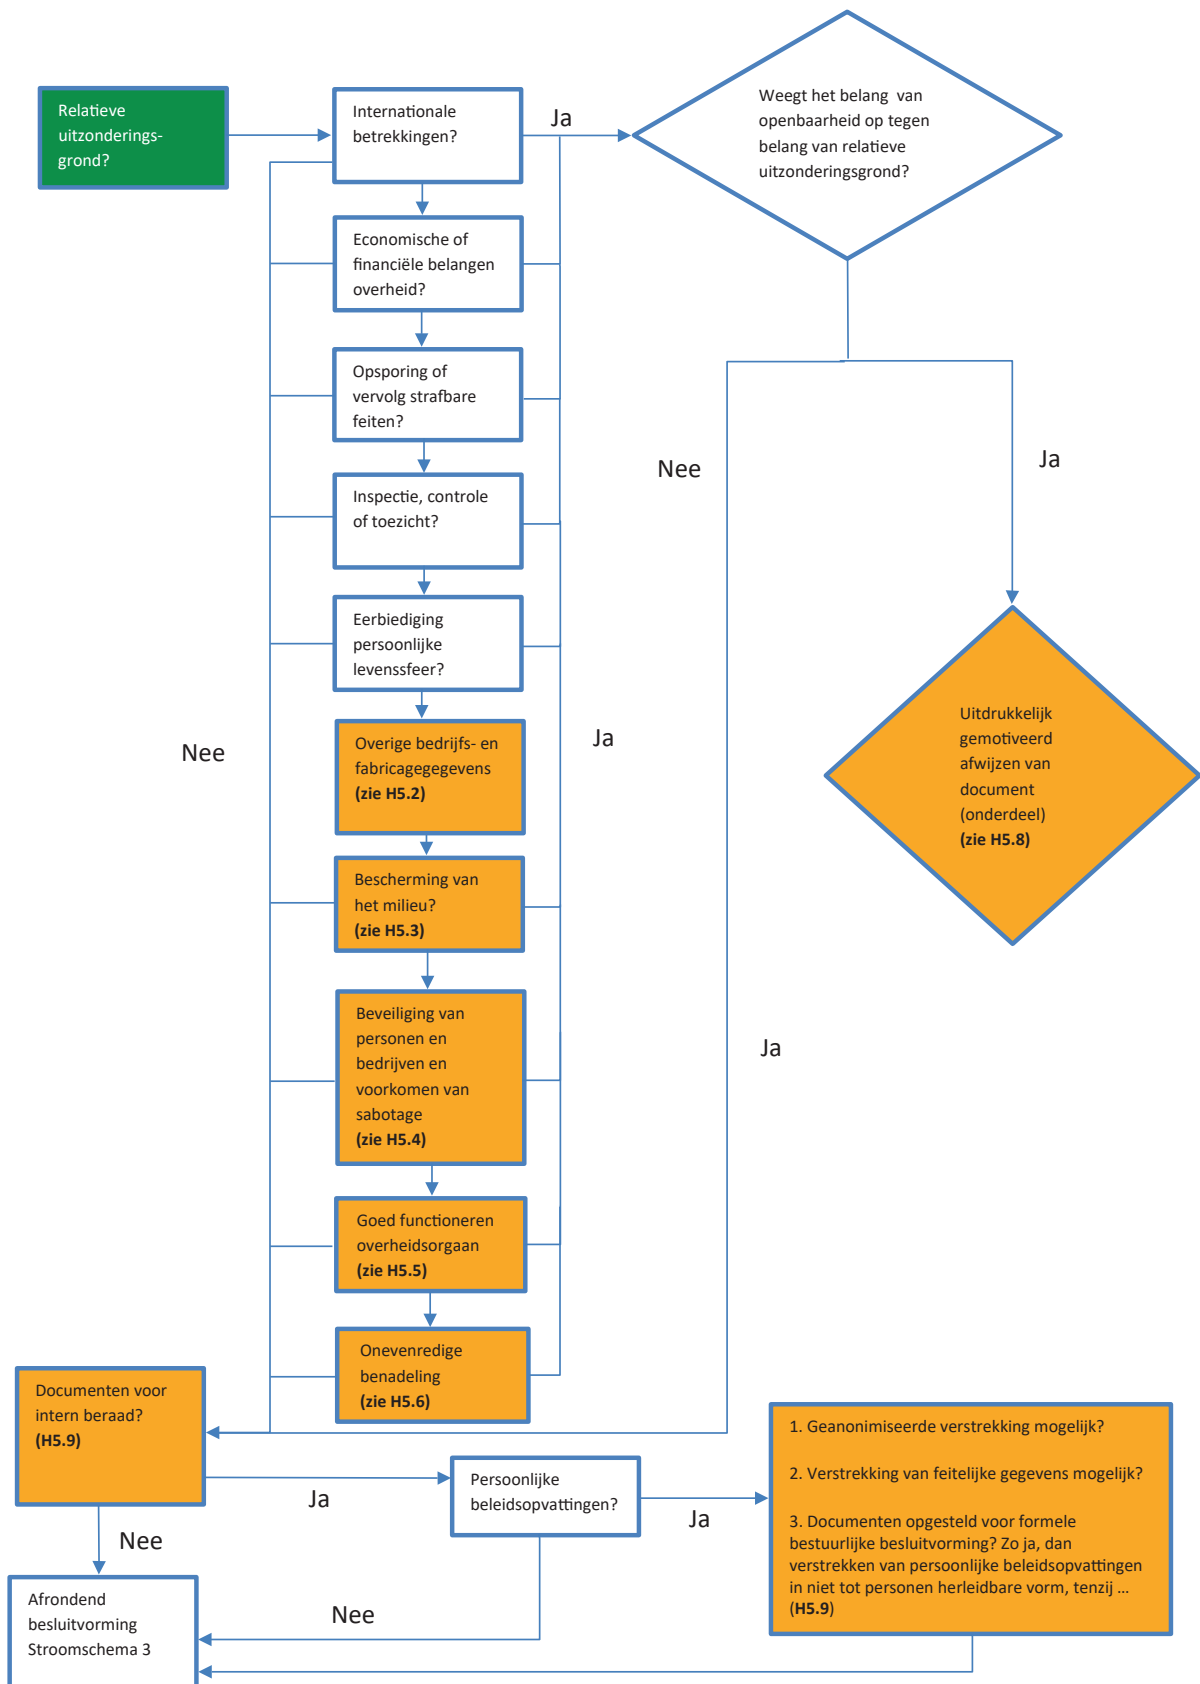 Relatieve
uitzonderings-
grond?
Internationale
betrekkingen?
Ja
Weegt het belang van
openbaarheid op tegen
belang van relatieve
uitzonderingsgrond?
Economische of
financiële belangen
overheid?
Opsporing of
vervolg strafbare
feiten?
Nee
Ja
Inspectie, controle
of toezicht?
Eerbiediging
persoonlijke
levenssfeer?
Nee
Overige bedrijfs- en
fabricagegegevens
(zie H5.2)
Ja
Uitdrukkelijk
gemotiveerd
afwijzen van
document
(onderdeel)
(zie H5.8)
Bescherming van
het milieu?
(zie H5.3)
Beveiliging van
personen en
bedrijven en
voorkomen van
sabotage
(zie H5.4)
Ja
Goed functioneren
overheidsorgaan
(zie H5.5)
Onevenredige
benadeling
(zie H5.6)
Documenten voor
intern beraad?
(H5.9)
Ja
Nee
Persoonlijke
beleidsopvattingen?
Ja
Nee
1. Geanonimiseerde verstrekking mogelijk?
2. Verstrekking van feitelijke gegevens mogelijk?
3. Documenten opgesteld voor formele
bestuurlijke besluitvorming? Zo ja, dan
verstrekken van persoonlijke beleidsopvattingen
in niet tot personen herleidbare vorm, tenzij ...
(H5.9)
Afrondend
besluitvorming
Stroomschema 3